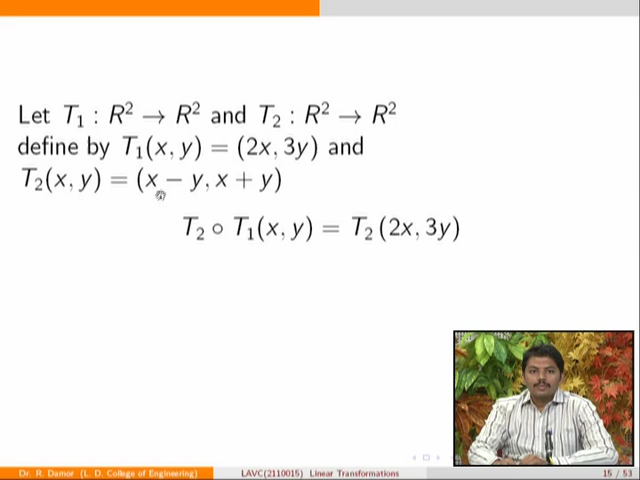 Let T₁ : R² → R² and T₂ : R² → R²
define by T₁(x, y) = (2x, 3y) and
T₂(x, y) = (x − y, x + y)
T₂ ∘ T₁(x, y) = T₂ (2x, 3y)
Dr. R. Damor (L. D. College of Engineering) LAVC(2110015) Linear Transformations 15 / 53